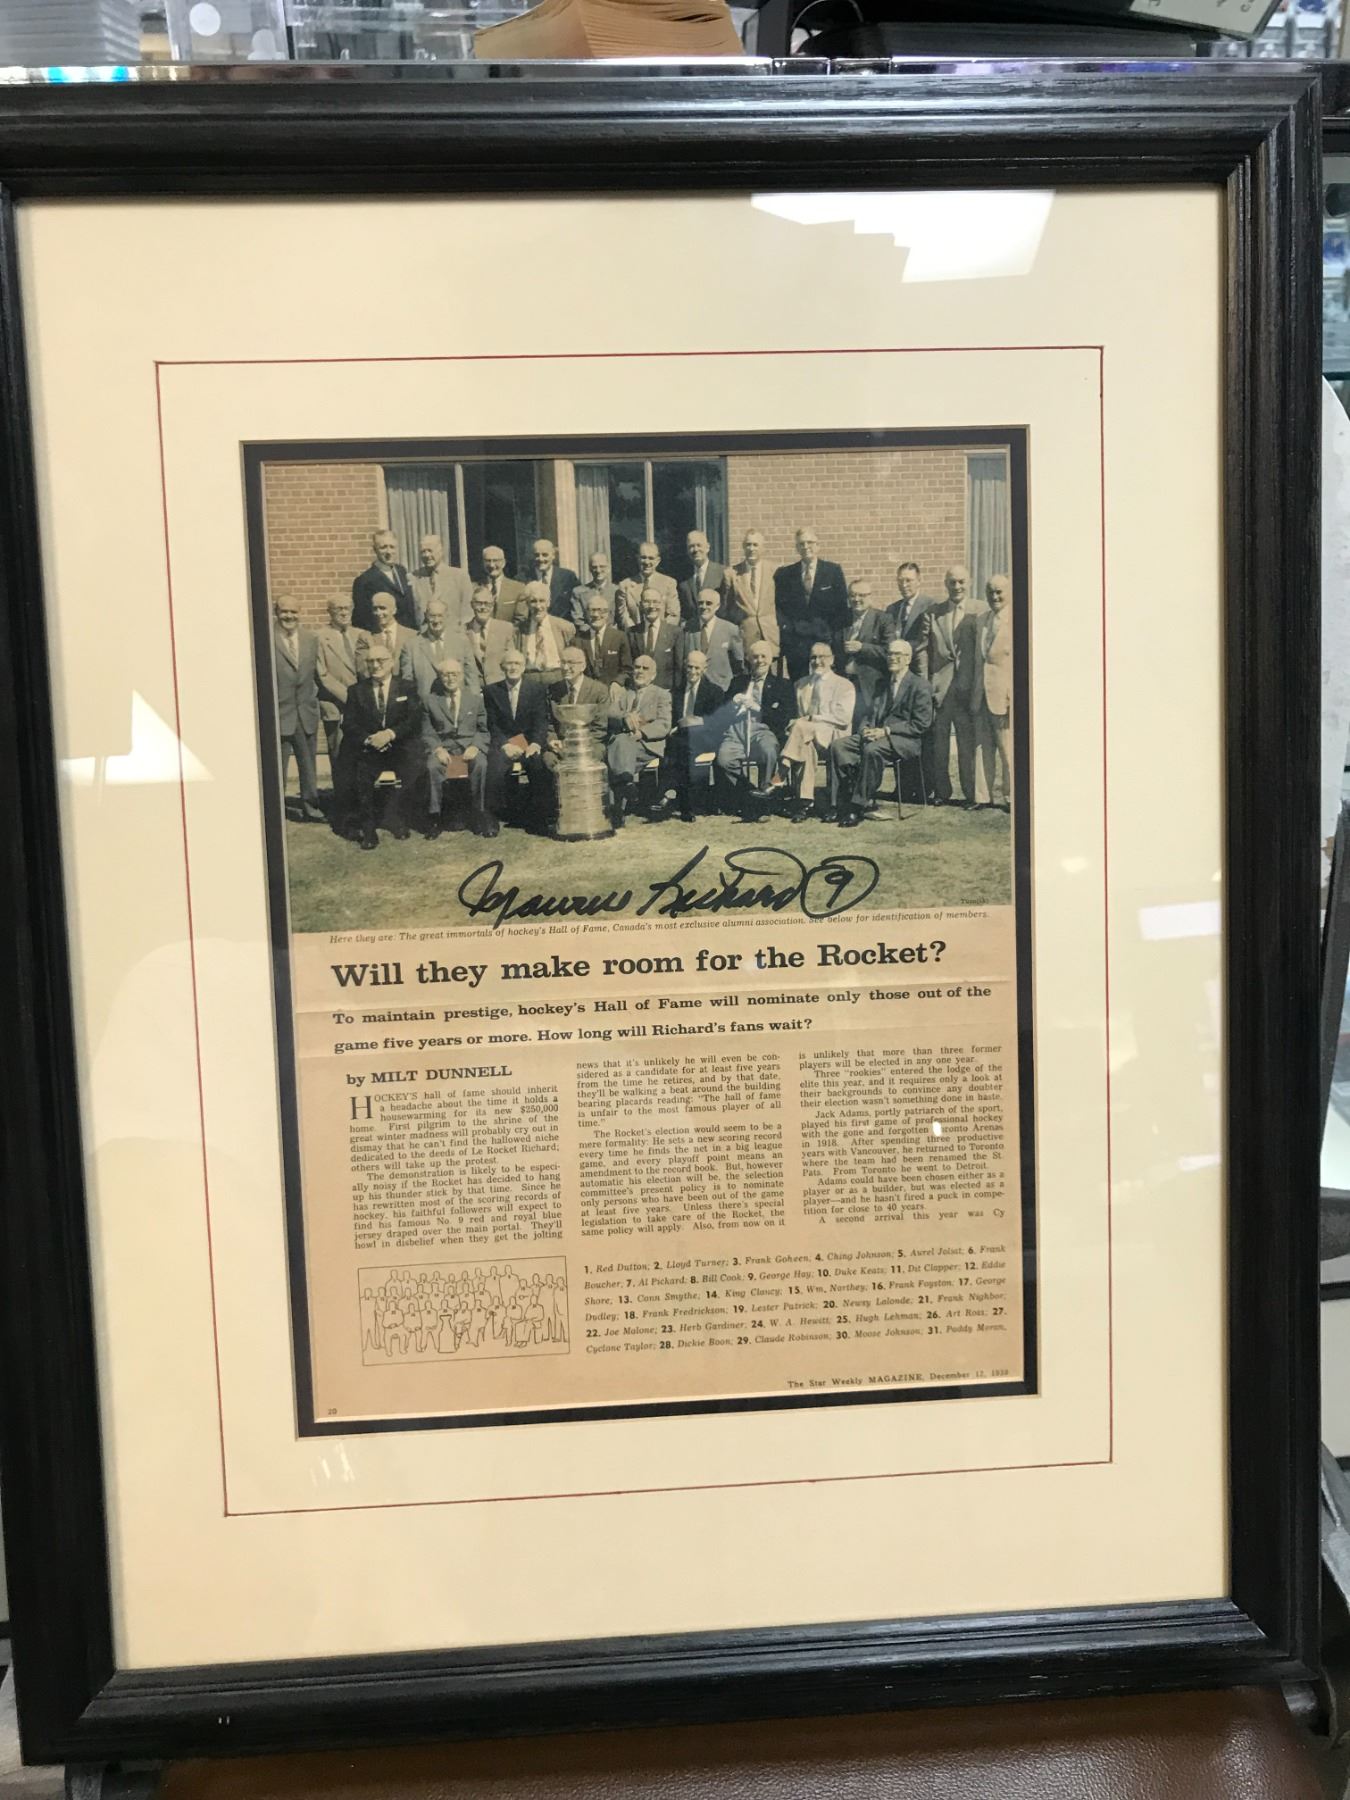 Maurice Richard 9
Turofsky
Here they are: The great immortals of hockey's Hall of Fame, Canada's most exclusive alumni association. See below for identification of members.
Will they make room for the Rocket?
To maintain prestige, hockey's Hall of Fame will nominate only those out of the
game five years or more. How long will Richard's fans wait?
by MILT DUNNELL
HOCKEY'S hall of fame should inherit
a headache about the time it holds a
housewarming for its new $250,000
home. First pilgrim to the shrine of the
great winter madness will probably cry out in
dismay that he can't find the hallowed niche
dedicated to the deeds of Le Rocket Richard;
others will take up the protest.
The demonstration is likely to be especi-
ally noisy if the Rocket has decided to hang
up his thunder stick by that time. Since he
has rewritten most of the scoring records of
hockey, his faithful followers will expect to
find his famous No. 9 red and royal blue
jersey draped over the main portal. They'll
howl in disbelief when they get the jolting
news that it's unlikely he will even be con-
sidered as a candidate for at least five years
from the time he retires, and by that date,
they'll be walking a beat around the building
bearing placards reading: "The hall of fame
is unfair to the most famous player of all
time."
The Rocket's election would seem to be a
mere formality: He sets a new scoring record
every time he finds the net in a big league
game, and every playoff point means an
amendment to the record book. But, however
automatic his election will be, the selection
committee's present policy is to nominate
only persons who have been out of the game
at least five years. Unless there's special
legislation to take care of the Rocket, the
same policy will apply. Also, from now on it
is unlikely that more than three former
players will be elected in any one year.
Three "rookies" entered the lodge of the
elite this year, and it requires only a look at
their backgrounds to convince any doubter
their election wasn't something done in haste.
Jack Adams, portly patriarch of the sport,
played his first game of professional hockey
with the gone and forgotten Toronto Arenas
in 1918. After spending three productive
years with Vancouver, he returned to Toronto
where the team had been renamed the St.
Pats. From Toronto he went to Detroit.
Adams could have been chosen either as a
player or as a builder, but was elected as a
player—and he hasn't fired a puck in compe-
tition for close to 40 years.
A second arrival this year was Cy
1. Red Dutton; 2. Lloyd Turner; 3. Frank Goheen; 4. Ching Johnson; 5. Aurel Joliat; 6. Frank
Boucher; 7. Al Pickard; 8. Bill Cook; 9. George Hay; 10. Duke Keats; 11. Dit Clapper; 12. Eddie
Shore; 13. Conn Smythe; 14. King Clancy; 15. Wm. Northey; 16. Frank Foyston; 17. George
Dudley; 18. Frank Fredrickson; 19. Lester Patrick; 20. Newsy Lalonde; 21. Frank Nighbor;
22. Joe Malone; 23. Herb Gardiner; 24. W. A. Hewitt; 25. Hugh Lehman; 26. Art Ross; 27.
Cyclone Taylor; 28. Dickie Boon; 29. Claude Robinson; 30. Moose Johnson; 31. Paddy Moran.
The Star Weekly MAGAZINE, December 12, 1959
20